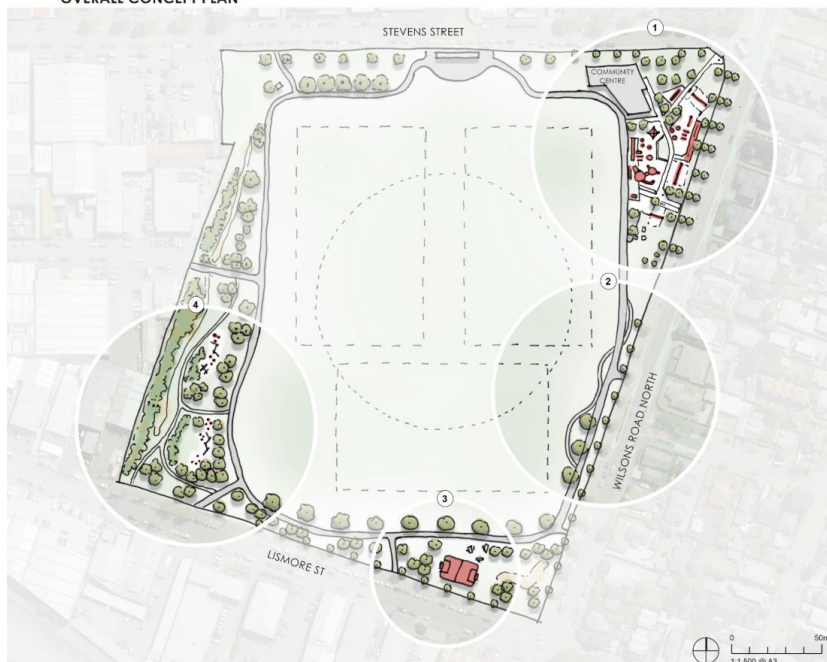 OVERALL CONCEPT PLAN
STEVENS STREET
1
COMMUNITY
CENTRE
2
4
WILSONS ROAD NORTH
3
LISMORE ST
0 50m
1:1 500 @ A3